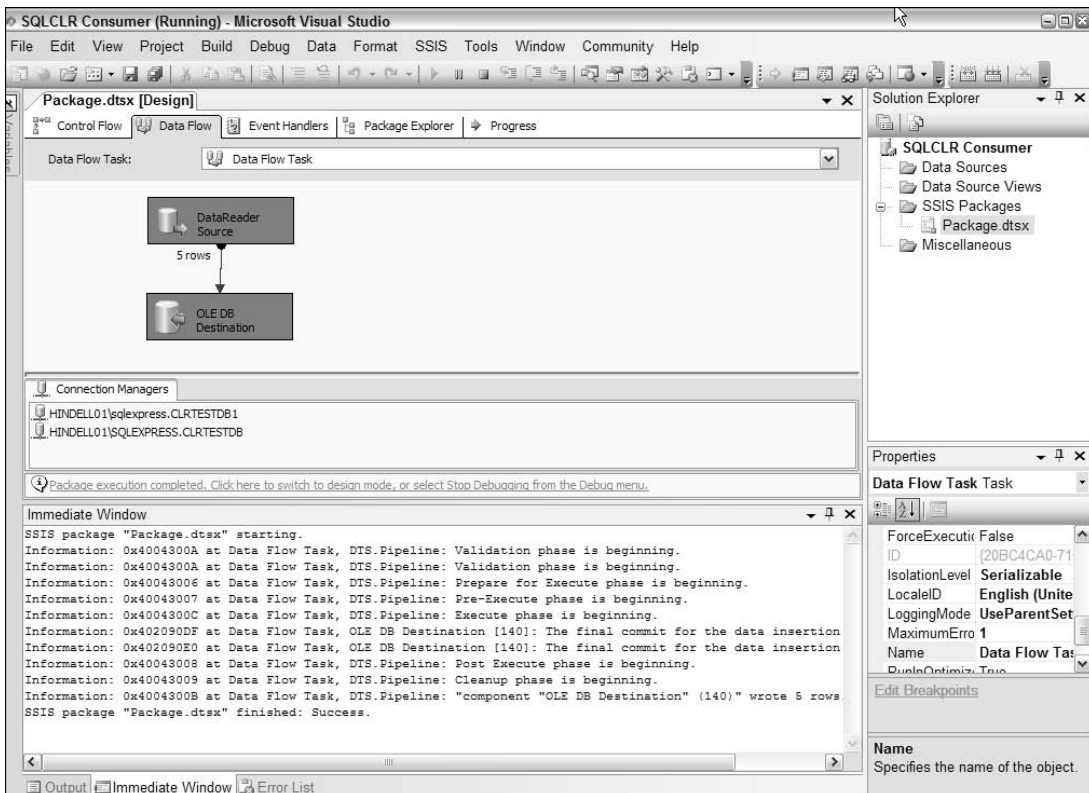 SQLCLR Consumer (Running) - Microsoft Visual Studio
File Edit View Project Build Debug Data Format SSIS Tools Window Community Help
Package.dtsx [Design]
Control Flow Data Flow Event Handlers Package Explorer Progress
Data Flow Task: Data Flow Task
DataReader
Source
5 rows
OLE DB
Destination
Connection Managers
HINDELL01\sqlexpress.CLRTESTDB1
HINDELL01\SQLEXPRESS.CLRTESTDB
Package execution completed. Click here to switch to design mode, or select Stop Debugging from the Debug menu.
Immediate Window
SSIS package "Package.dtsx" starting.
Information: 0x4004300A at Data Flow Task, DTS.Pipeline: Validation phase is beginning.
Information: 0x4004300A at Data Flow Task, DTS.Pipeline: Validation phase is beginning.
Information: 0x40043006 at Data Flow Task, DTS.Pipeline: Prepare for Execute phase is beginning.
Information: 0x40043007 at Data Flow Task, DTS.Pipeline: Pre-Execute phase is beginning.
Information: 0x4004300C at Data Flow Task, DTS.Pipeline: Execute phase is beginning.
Information: 0x402090DF at Data Flow Task, OLE DB Destination [140]: The final commit for the data insertion
Information: 0x402090E0 at Data Flow Task, OLE DB Destination [140]: The final commit for the data insertion
Information: 0x40043008 at Data Flow Task, DTS.Pipeline: Post Execute phase is beginning.
Information: 0x40043009 at Data Flow Task, DTS.Pipeline: Cleanup phase is beginning.
Information: 0x4004300B at Data Flow Task, DTS.Pipeline: "component "OLE DB Destination" (140)" wrote 5 rows.
SSIS package "Package.dtsx" finished: Success.
Output Immediate Window Error List
Solution Explorer
SQLCLR Consumer
Data Sources
Data Source Views
SSIS Packages
Package.dtsx
Miscellaneous
Properties
Data Flow Task Task
ForceExecutic False
ID {20BC4CA0-71
IsolationLevel Serializable
LocaleID English (Unite
LoggingMode UseParentSet
MaximumErro 1
Name Data Flow Tas
RunInOptimiz True
Edit Breakpoints
Name
Specifies the name of the object.